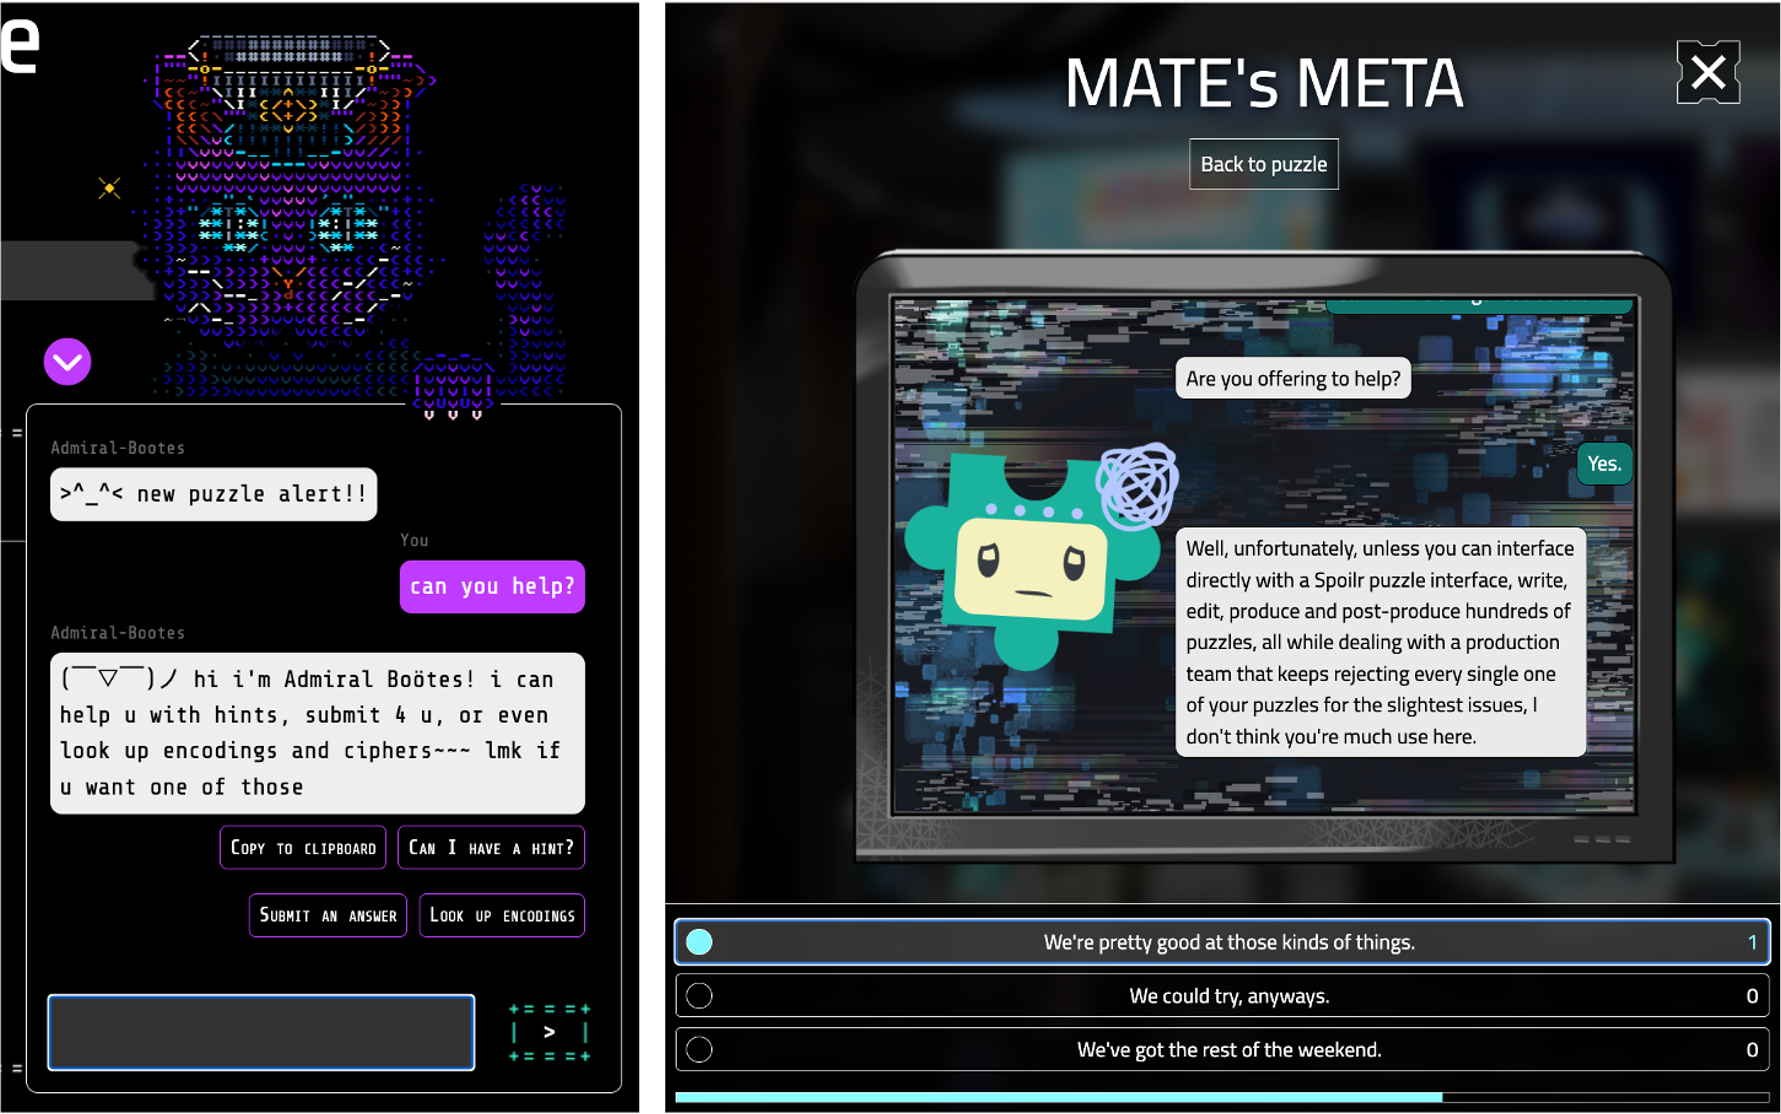 e
Admiral-Bootes
>^_^< new puzzle alert!!
You
can you help?
Admiral-Bootes
(￣▽￣)ノ hi i'm Admiral Boötes! i can
help u with hints, submit 4 u, or even
look up encodings and ciphers~~~ lmk if
u want one of those
Copy to clipboard
Can I have a hint?
Submit an answer
Look up encodings
>
MATE's META
Back to puzzle
Are you offering to help?
Yes.
Well, unfortunately, unless you can interface
directly with a Spoilr puzzle interface, write,
edit, produce and post-produce hundreds of
puzzles, all while dealing with a production
team that keeps rejecting every single one
of your puzzles for the slightest issues, I
don't think you're much use here.
We're pretty good at those kinds of things. 1
We could try, anyways. 0
We've got the rest of the weekend. 0